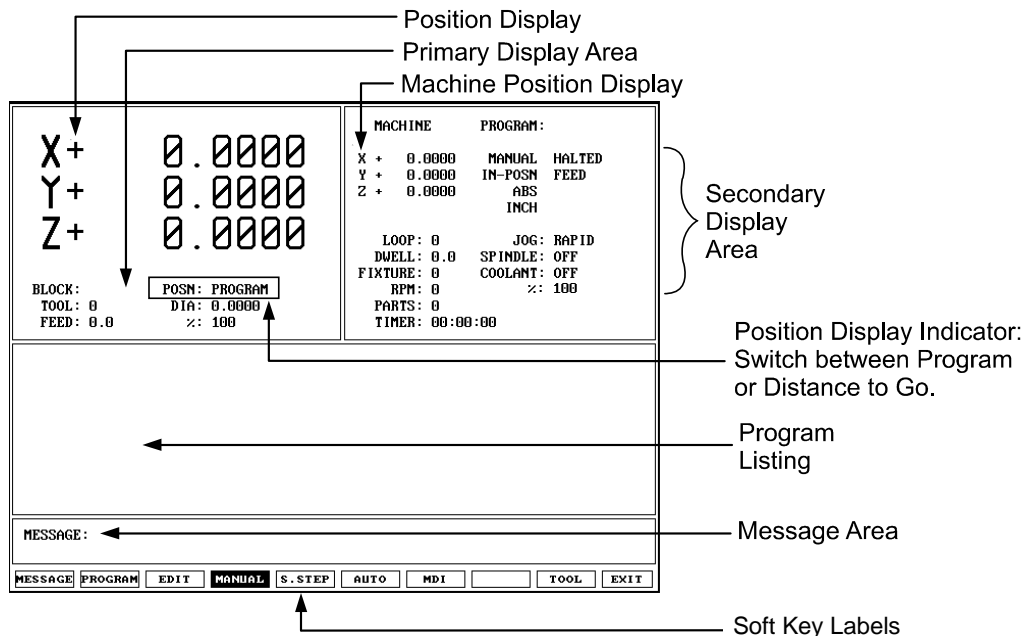 Position Display
Primary Display Area
Machine Position Display
X+ 0.0000
Y+ 0.0000
Z+ 0.0000
BLOCK: POSN: PROGRAM
TOOL: 0 DIA: 0.0000
FEED: 0.0 %: 100
MACHINE PROGRAM:
X + 0.0000 MANUAL HALTED
Y + 0.0000 IN-POSN FEED
Z + 0.0000 ABS
INCH
LOOP: 0 JOG: RAPID
DWELL: 0.0 SPINDLE: OFF
FIXTURE: 0 COOLANT: OFF
RPM: 0 %: 100
PARTS: 0
TIMER: 00:00:00
Secondary
Display
Area
Position Display Indicator:
Switch between Program
or Distance to Go.
Program
Listing
MESSAGE:
Message Area
MESSAGE PROGRAM EDIT MANUAL S.STEP AUTO MDI TOOL EXIT
Soft Key Labels